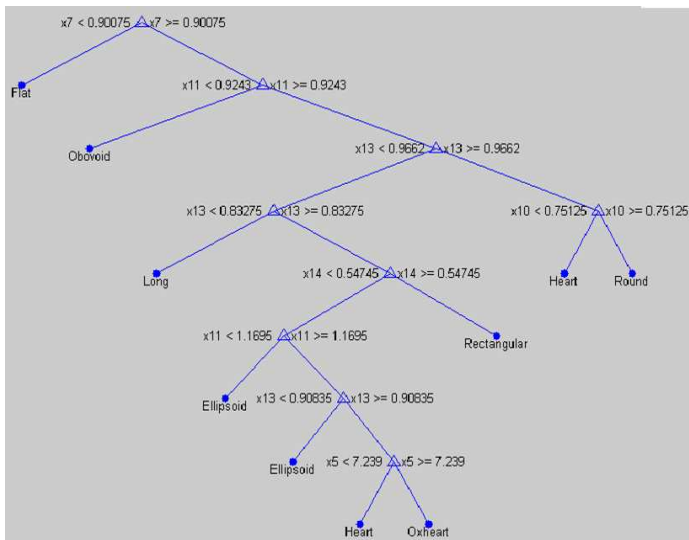 x7 < 0.90075 x7 >= 0.90075
Flat
x11 < 0.9243 x11 >= 0.9243
Obovoid
x13 < 0.9662 x13 >= 0.9662
x13 < 0.83275 x13 >= 0.83275
x10 < 0.75125 x10 >= 0.75125
Long
x14 < 0.54745 x14 >= 0.54745
Heart
Round
x11 < 1.1695 x11 >= 1.1695
Rectangular
Ellipsoid
x13 < 0.90835 x13 >= 0.90835
Ellipsoid
x5 < 7.239 x5 >= 7.239
Heart
Oxheart